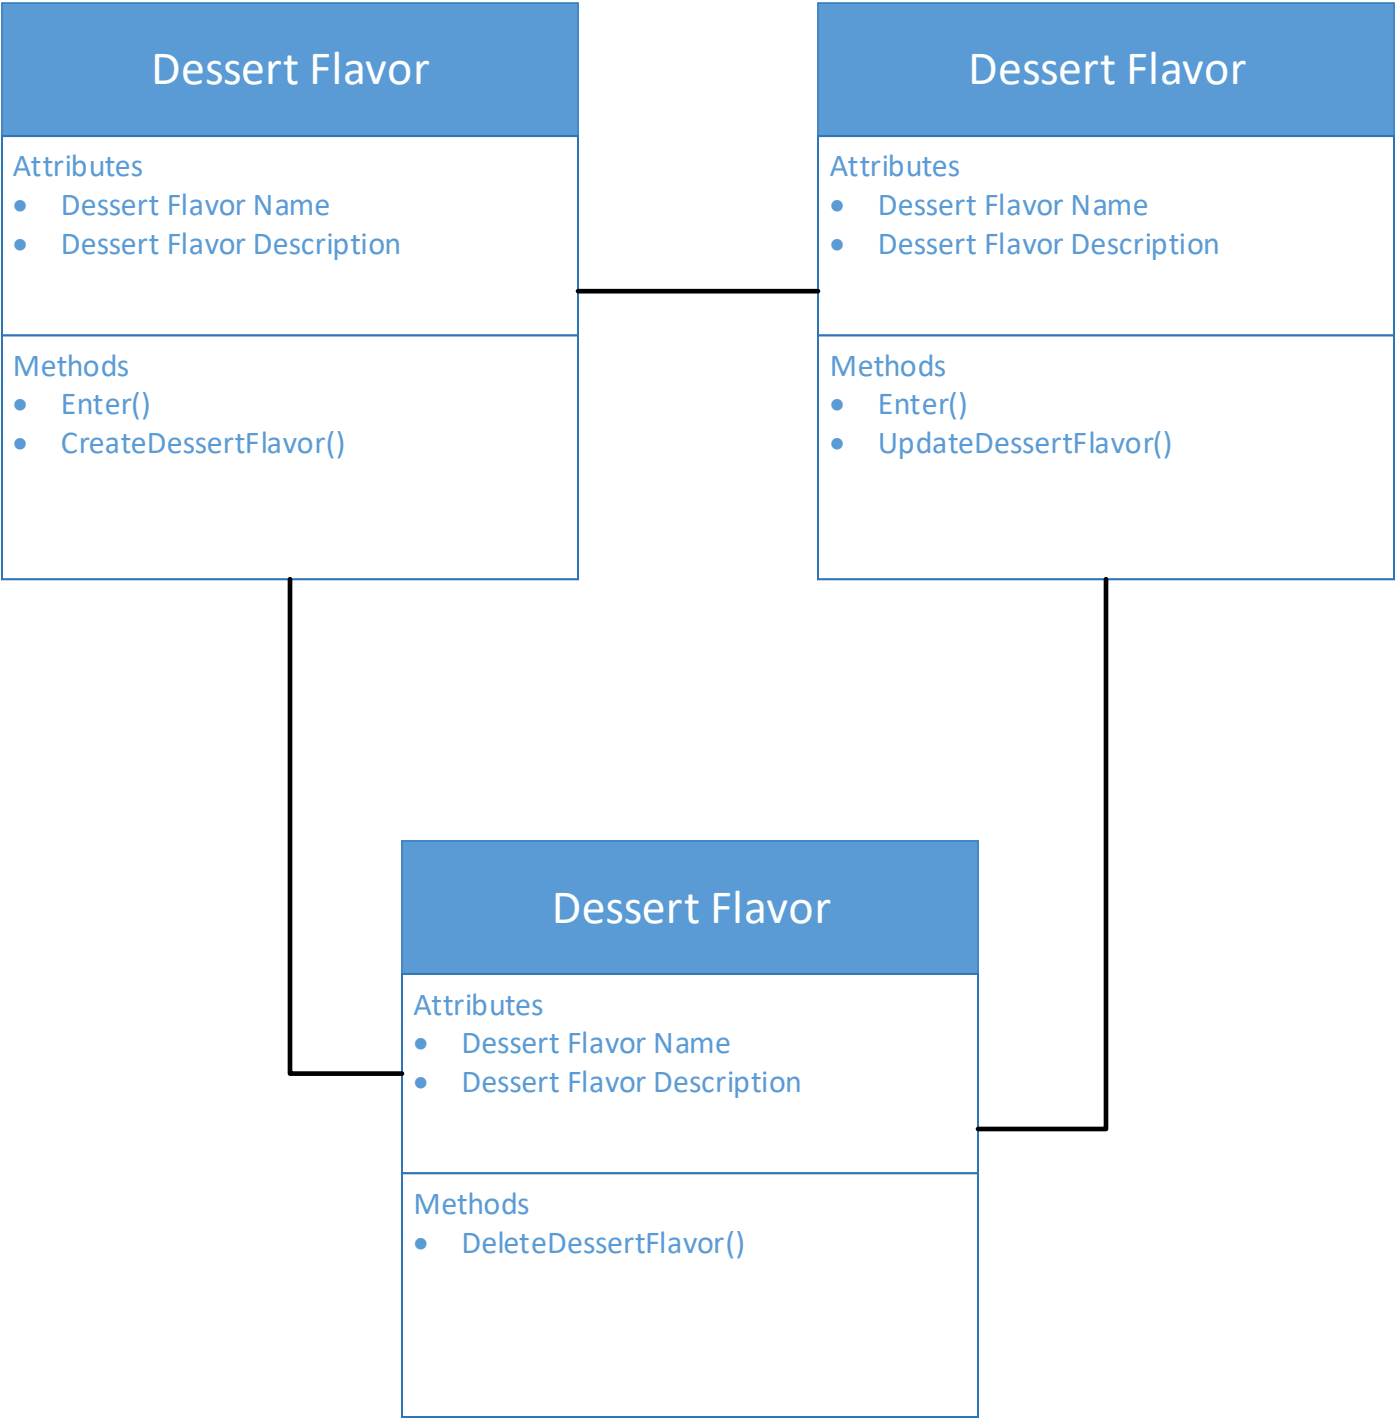 Dessert Flavor
Attributes
• Dessert Flavor Name
• Dessert Flavor Description
Methods
• Enter()
• CreateDessertFlavor()
Dessert Flavor
Attributes
• Dessert Flavor Name
• Dessert Flavor Description
Methods
• Enter()
• UpdateDessertFlavor()
Dessert Flavor
Attributes
• Dessert Flavor Name
• Dessert Flavor Description
Methods
• DeleteDessertFlavor()